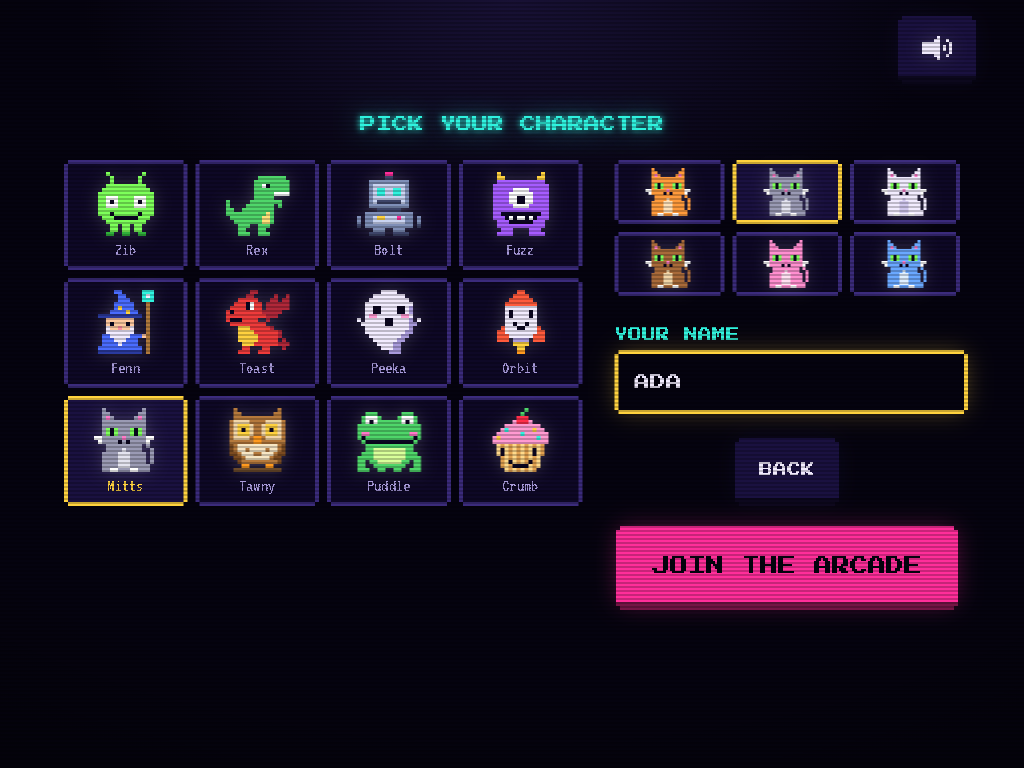 PICK YOUR CHARACTER
Zib
Rex
Bolt
Fuzz
Fenn
Toast
Peeka
Orbit
Mitts
Tawny
Puddle
Crumb
YOUR NAME
ADA
BACK
JOIN THE ARCADE